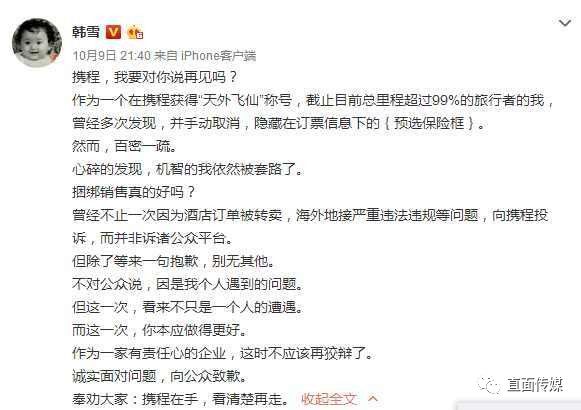 韩雪
10月9日 21:40 来自 iPhone客户端
携程，我要对你说再见吗？
作为一个在携程获得“天外飞仙”称号，截止目前总里程超过99%的旅行者的我，
曾经多次发现，并手动取消，隐藏在订票信息下的｛预选保险框｝。
然而，百密一疏。
心碎的发现，机智的我依然被套路了。
捆绑销售真的好吗？
曾经不止一次因为酒店订单被转卖，海外地接严重违法违规等问题，向携程投
诉，而并非诉诸公众平台。
但除了等来一句抱歉，别无其他。
不对公众说，因是我个人遇到的问题。
但这一次，看来不只是一个人的遭遇。
而这一次，你本应做得更好。
作为一家有责任心的企业，这时不应该再狡辩了。
诚实面对问题，向公众致歉。
奉劝大家：携程在手，看清楚再走。 收起全文
直面传媒